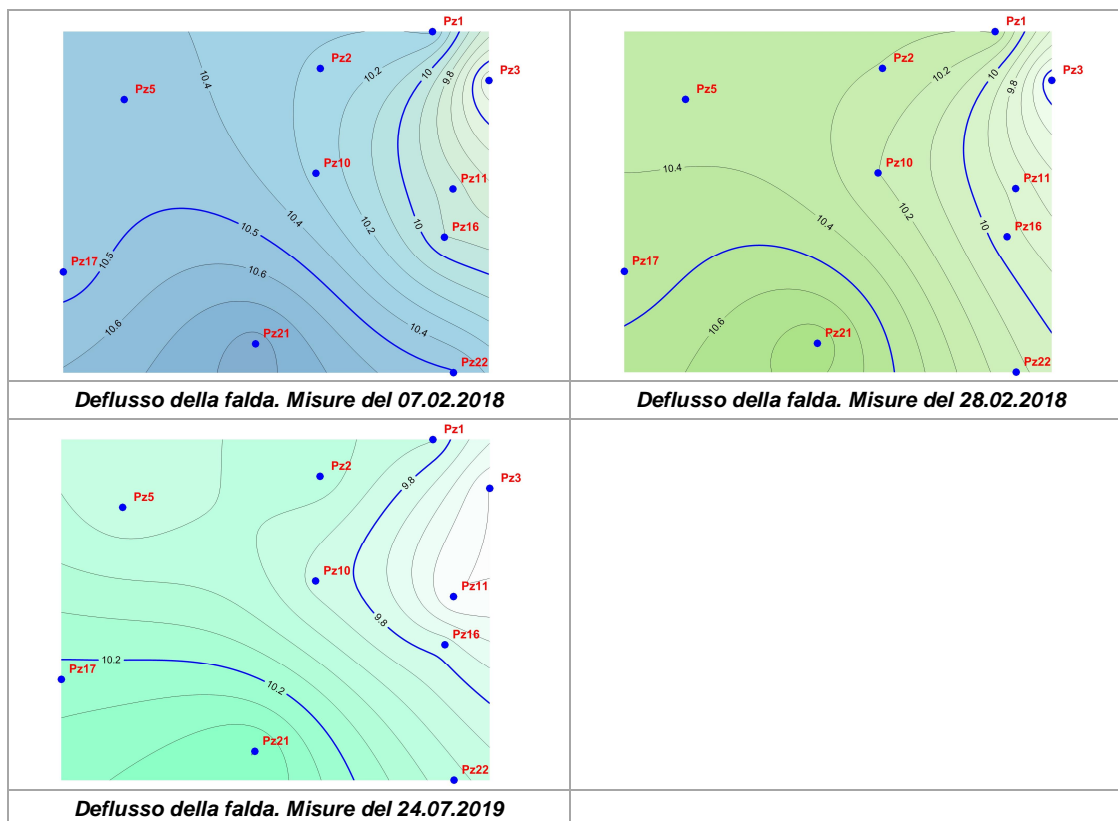 Pz1
Pz2
10.2
10
9.8
Pz3
10.4
Pz5
Pz10
Pz11
10.4
10.2
10
Pz16
10.5
10.5
Pz17
10.6
10.6
10.4
Pz21
Pz22
Deflusso della falda. Misure del 07.02.2018
Pz1
Pz2
10.2
10
9.8
Pz3
Pz5
10.4
Pz10
Pz11
10.2
10
10.4
Pz16
Pz17
10.6
Pz21
Pz22
Deflusso della falda. Misure del 28.02.2018
Pz1
Pz2
9.8
Pz3
Pz5
Pz10
Pz11
9.8
Pz16
10.2
Pz17
10.2
Pz21
Pz22
Deflusso della falda. Misure del 24.07.2019